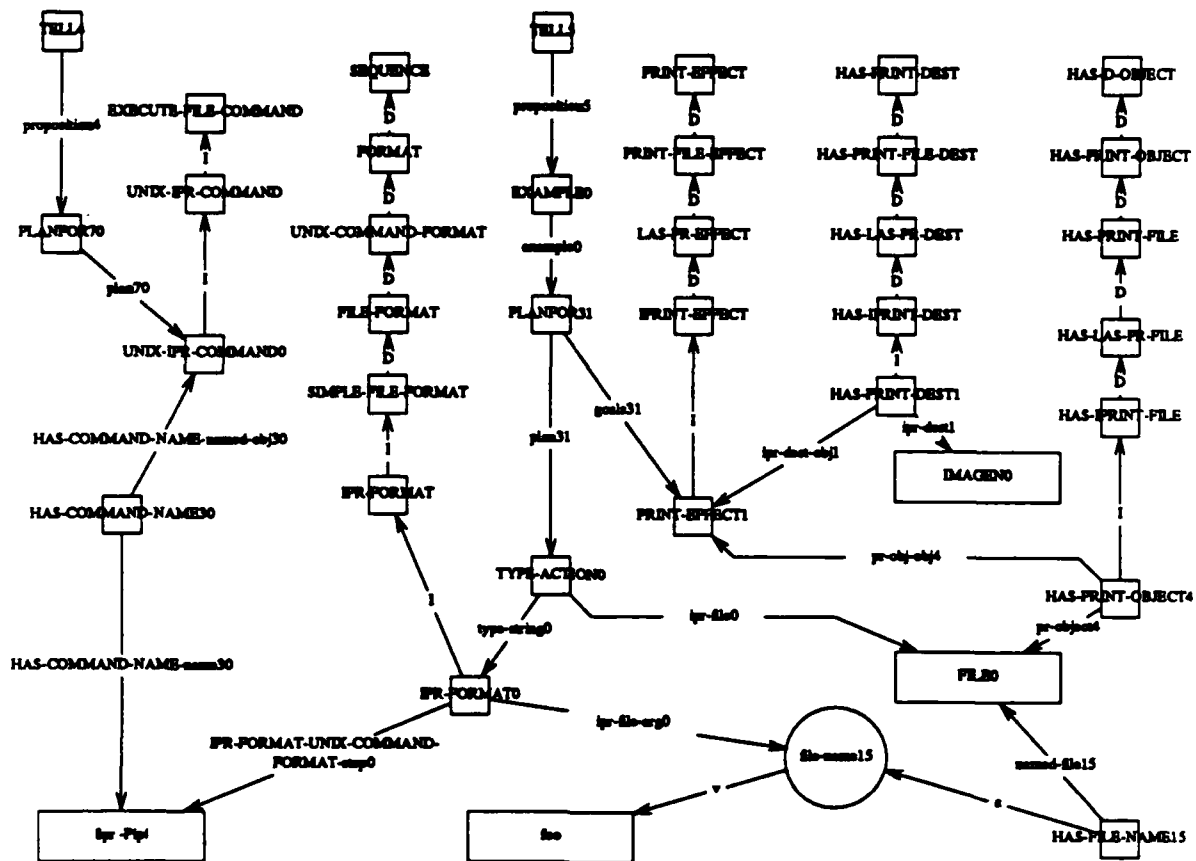 TELL4
TELL5
SEQUENCE
PRINT-EFFECT
HAS-PRINT-DEST
HAS-D-OBJECT
EXECUTE-FILE-COMMAND
proposition4
proposition5
D
D
D
D
FORMAT
PRINT-FILE-EFFECT
HAS-PRINT-FILE-DEST
HAS-PRINT-OBJECT
I
UNIX-IPR-COMMAND
EXAMPLE0
D
D
D
D
PLANFOR70
UNIX-COMMAND-FORMAT
example0
LAS-PR-EFFECT
HAS-LAS-PR-DEST
HAS-PRINT-FILE
I
plan70
D
D
D
D
FILE-FORMAT
PLANFOR31
IPRINT-EFFECT
HAS-IPRINT-DEST
HAS-LAS-PR-FILE
UNIX-IPR-COMMAND0
D
I
D
SIMPLE-FILE-FORMAT
goals31
HAS-PRINT-DEST1
HAS-IPRINT-FILE
plan31
I
ipr-dest1
HAS-COMMAND-NAME-named-obj30
I
ipr-dest-obj1
IMAGEN0
IPR-FORMAT
HAS-COMMAND-NAME30
PRINT-EFFECT1
I
pr-obj-obj4
TYPE-ACTION0
HAS-PRINT-OBJECT4
I
type-string0
ipr-file0
pr-object4
HAS-COMMAND-NAME-name30
FILE0
IPR-FORMAT0
ipr-file-arg0
IPR-FORMAT-UNIX-COMMAND-
FORMAT-step0
file-name15
named-file15
v
s
lpr -Pip
foo
HAS-FILE-NAME15